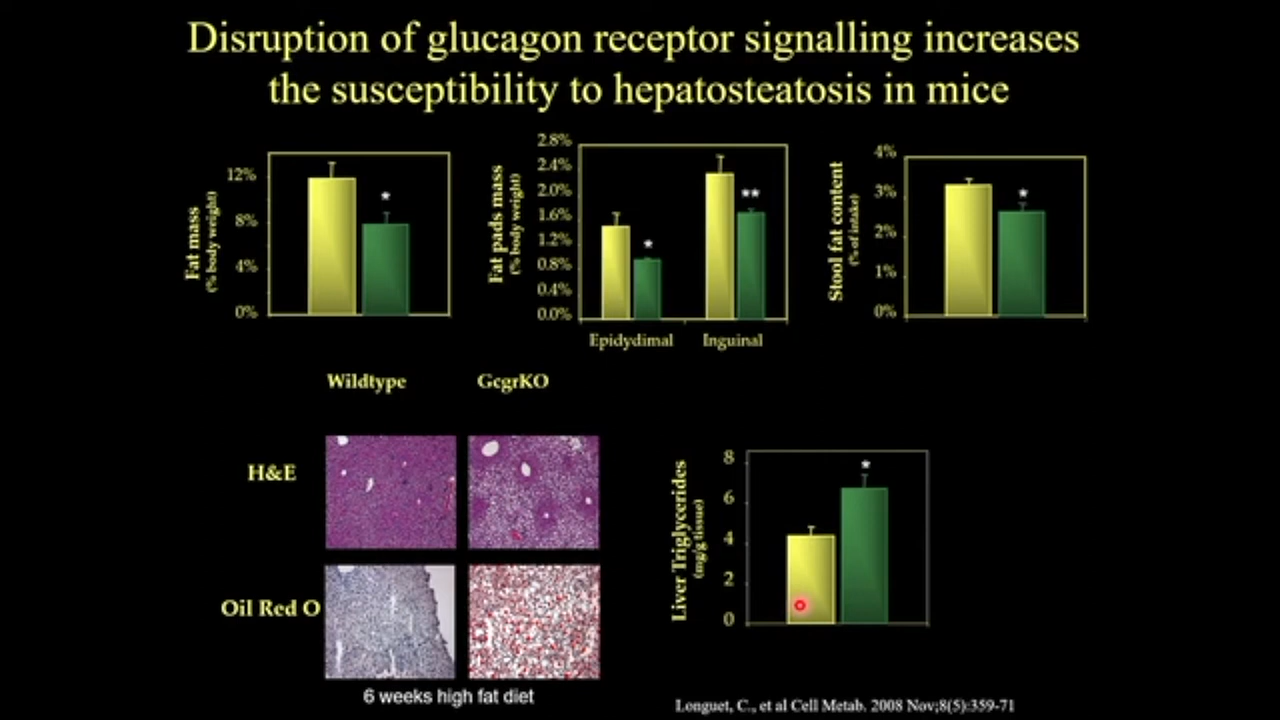 Disruption of glucagon receptor signalling increases
the susceptibility to hepatosteatosis in mice
Fat mass
(% body weight)
12%
8%
4%
0%
*
Fat pads mass
(% body weight)
2.8%
2.4%
2.0%
1.6%
1.2%
0.8%
0.4%
0.0%
*
**
Epidydimal
Inguinal
Stool fat content
(% of intake)
4%
3%
2%
1%
0%
*
Wildtype
GcgrKO
H&E
Oil Red O
6 weeks high fat diet
Liver Triglycerides
(mg/g tissue)
8
6
4
2
0
*
Longuet, C., et al Cell Metab. 2008 Nov;8(5):359-71